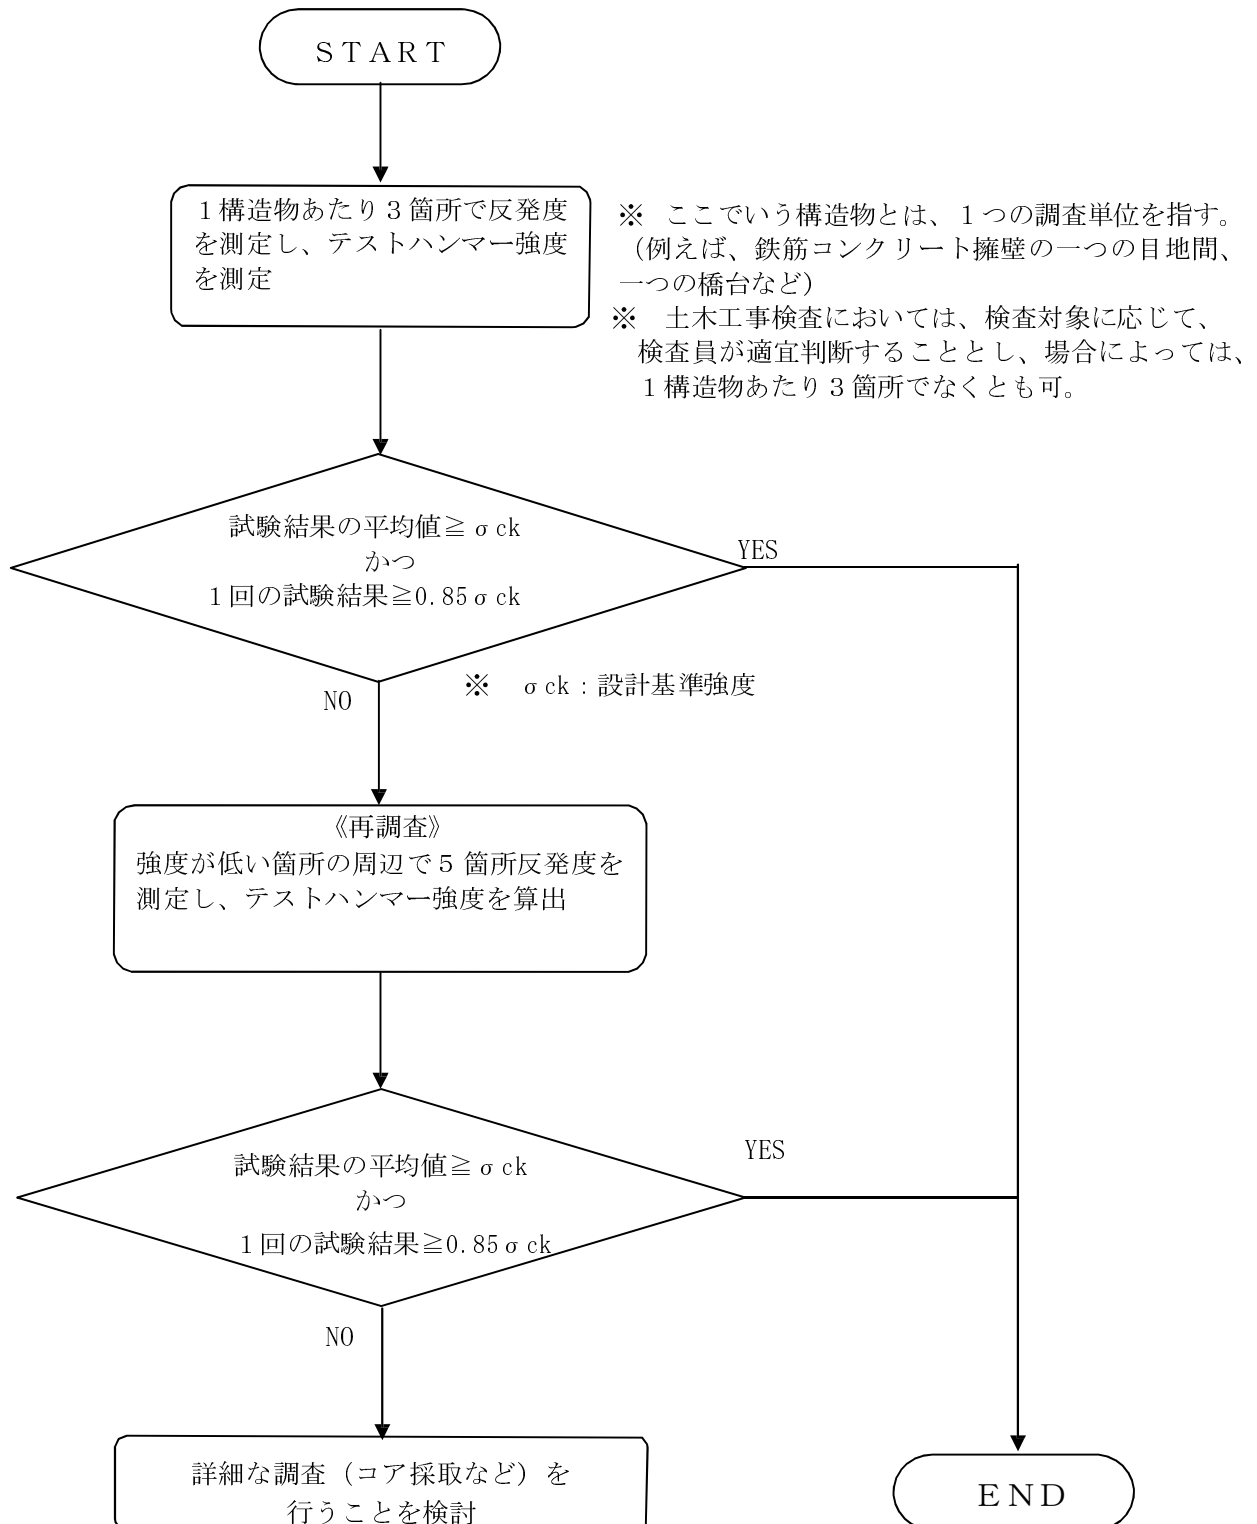 ＳＴＡＲＴ
１構造物あたり３箇所で反発度
を測定し、テストハンマー強度
を測定
※　ここでいう構造物とは、１つの調査単位を指す。
（例えば、鉄筋コンクリート擁壁の一つの目地間、
一つの橋台など）
※　土木工事検査においては、検査対象に応じて、
検査員が適宜判断することとし、場合によっては、
１構造物あたり３箇所でなくとも可。
試験結果の平均値≧σck
かつ
１回の試験結果≧0.85σck
YES
NO
※　σck：設計基準強度
《再調査》
強度が低い箇所の周辺で５箇所反発度を
測定し、テストハンマー強度を算出
試験結果の平均値≧σck
かつ
１回の試験結果≧0.85σck
YES
NO
詳細な調査（コア採取など）を
行うことを検討
ＥＮＤ